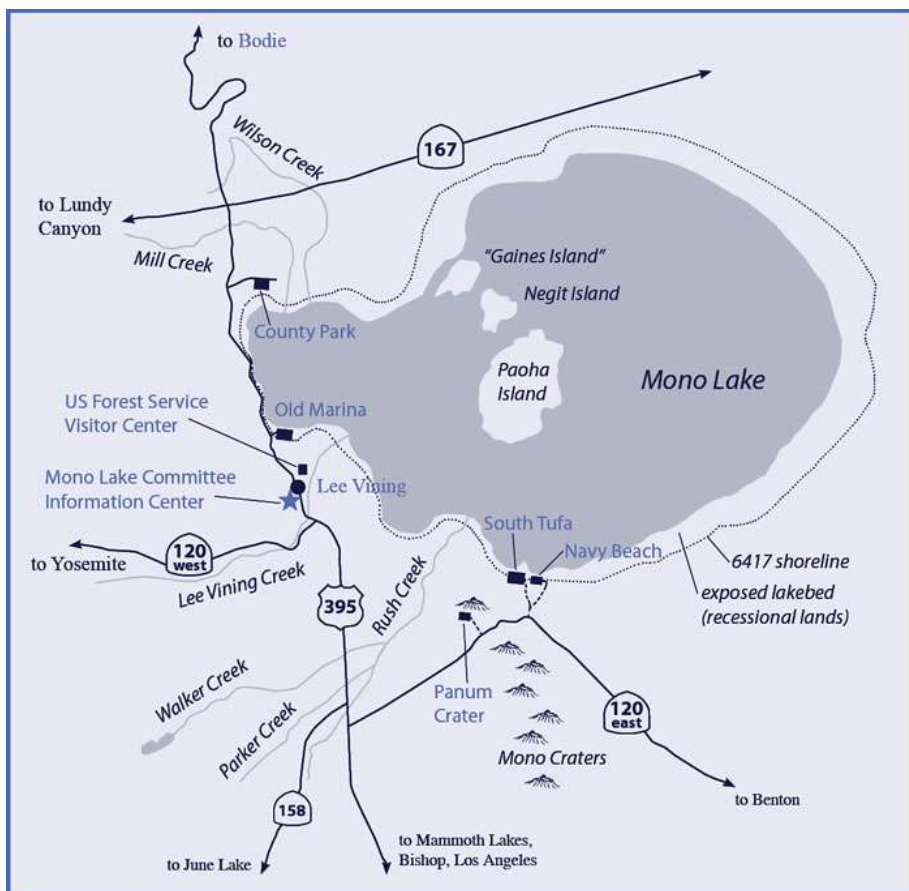 to Bodie
Wilson Creek
167
to Lundy
Canyon
Mill Creek
"Gaines Island"
Negit Island
County Park
Paoha
Island
Mono Lake
US Forest Service
Visitor Center
Old Marina
Mono Lake Committee
Information Center
Lee Vining
South Tufa
Navy Beach
to Yosemite
120
west
Lee Vining Creek
6417 shoreline
exposed lakebed
(recessional lands)
395
Rush Creek
Walker Creek
Parker Creek
Panum
Crater
120
east
Mono Craters
158
to Benton
to June Lake
to Mammoth Lakes,
Bishop, Los Angeles